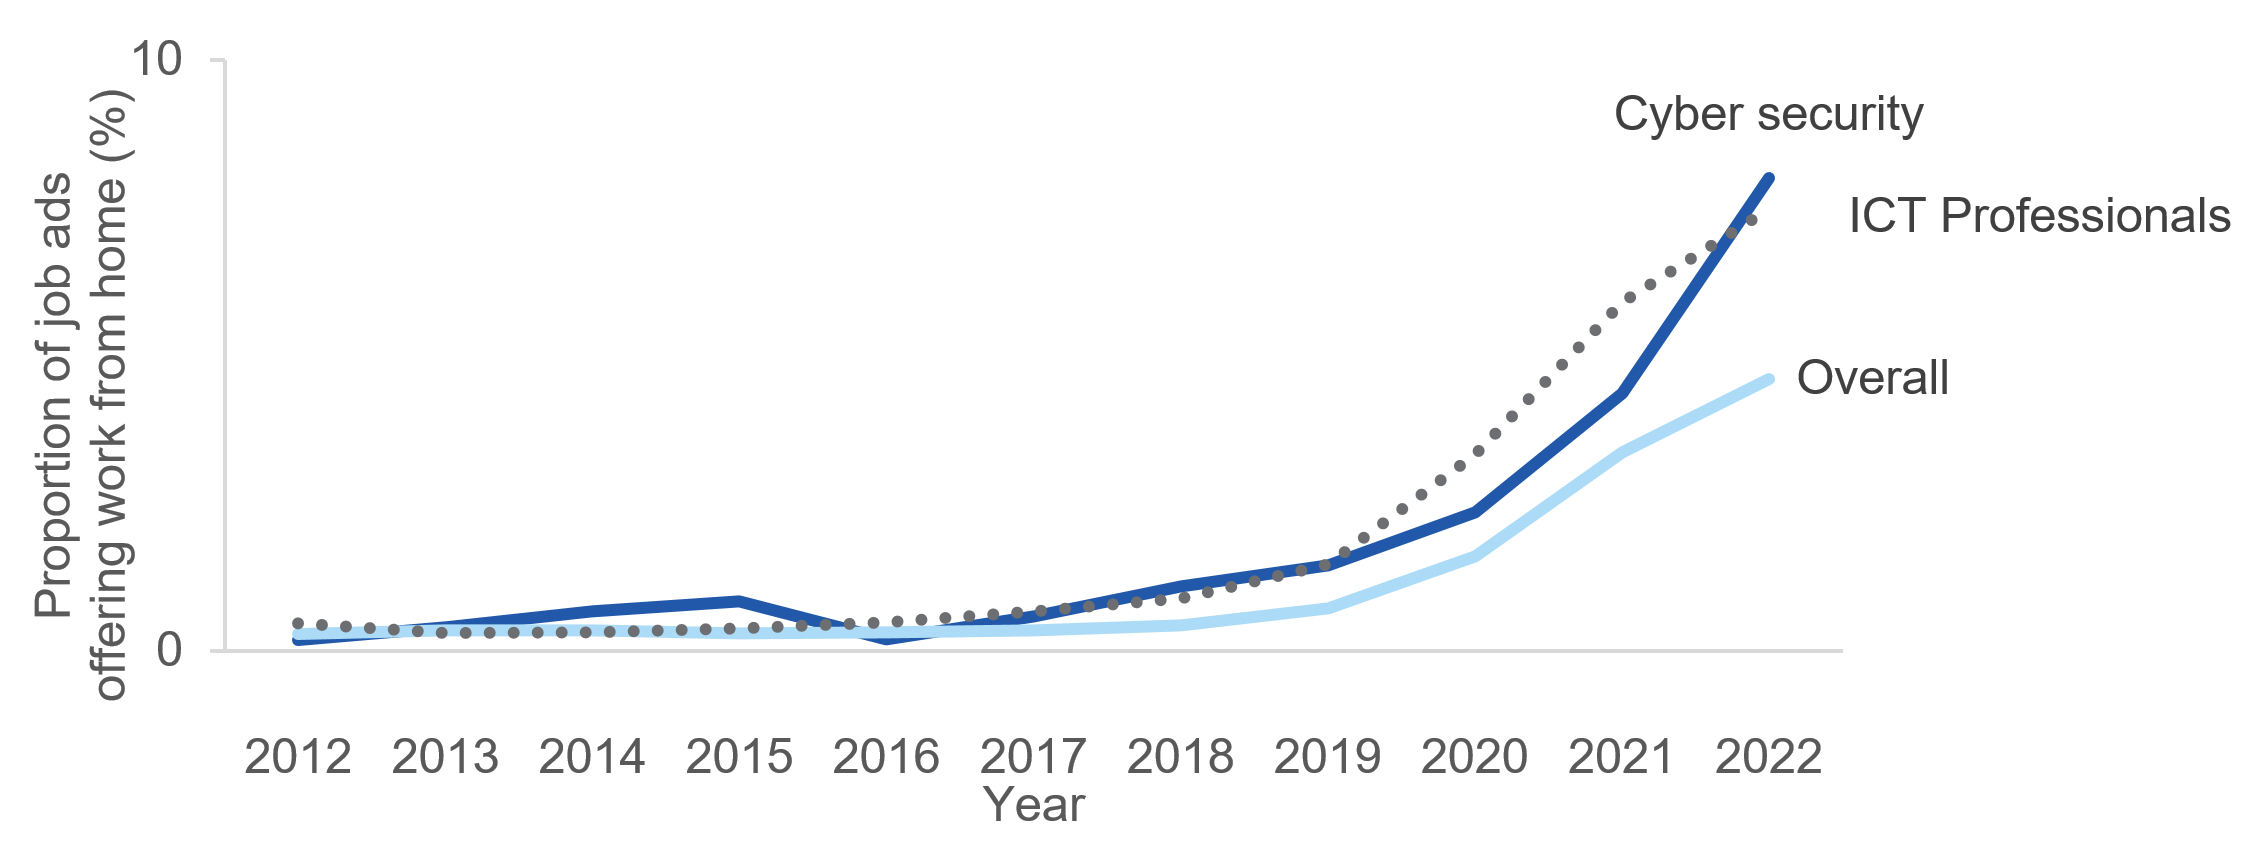 10
0
Proportion of job ads
offering work from home (%)
Cyber security
ICT Professionals
Overall
2012 2013 2014 2015 2016 2017 2018 2019 2020 2021 2022
Year